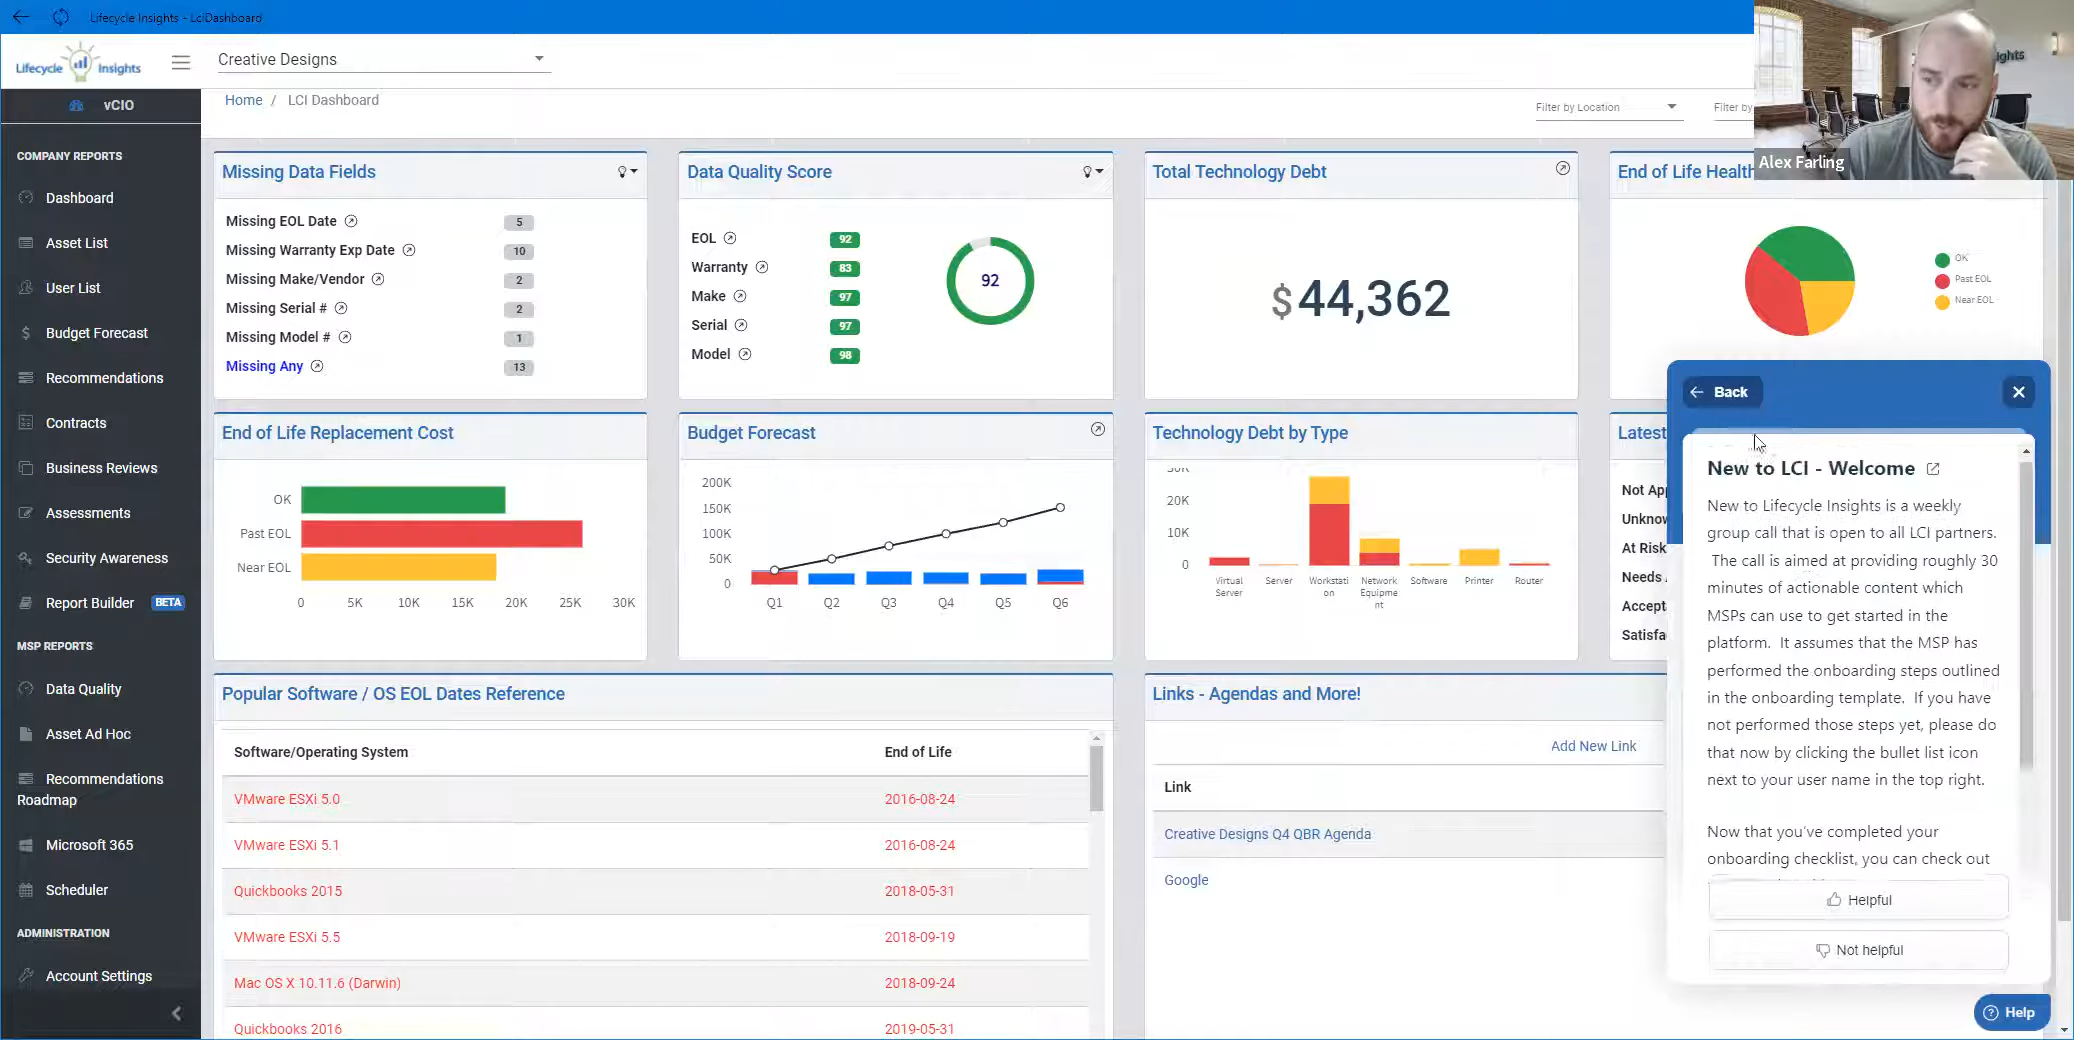 Lifecycle Insights - LciDashboard
Lifecycle Insights
Creative Designs
vCIO
Home / LCI Dashboard
Filter by Location
Filter by
ights
Alex Farling
COMPANY REPORTS
Dashboard
Asset List
User List
$ Budget Forecast
Recommendations
Contracts
Business Reviews
Assessments
Security Awareness
Report Builder BETA
MSP REPORTS
Data Quality
Asset Ad Hoc
Recommendations
Roadmap
Microsoft 365
Scheduler
ADMINISTRATION
Account Settings
Missing Data Fields
Missing EOL Date 5
Missing Warranty Exp Date 10
Missing Make/Vendor 2
Missing Serial # 2
Missing Model # 1
Missing Any 13
Data Quality Score
EOL 92
Warranty 83
Make 97
Serial 97
Model 98
92
Total Technology Debt
$44,362
End of Life Health
OK
Past EOL
Near EOL
End of Life Replacement Cost
OK
Past EOL
Near EOL
0 5K 10K 15K 20K 25K 30K
Budget Forecast
200K
150K
100K
50K
0
Q1 Q2 Q3 Q4 Q5 Q6
Technology Debt by Type
30K
20K
10K
0
Virtual
Server
Server
Workstati
on
Network
Equipme
nt
Software
Printer
Router
Latest
Not App
Unknow
At Risk
Needs
Accept
Satisfa
Popular Software / OS EOL Dates Reference
Software/Operating System End of Life
VMware ESXi 5.0 2016-08-24
VMware ESXi 5.1 2016-08-24
Quickbooks 2015 2018-05-31
VMware ESXi 5.5 2018-09-19
Mac OS X 10.11.6 (Darwin) 2018-09-24
Quickbooks 2016 2019-05-31
Links - Agendas and More!
Add New Link
Link
Creative Designs Q4 QBR Agenda
Google
Back
New to LCI - Welcome
New to Lifecycle Insights is a weekly
group call that is open to all LCI partners.
The call is aimed at providing roughly 30
minutes of actionable content which
MSPs can use to get started in the
platform. It assumes that the MSP has
performed the onboarding steps outlined
in the onboarding template. If you have
not performed those steps yet, please do
that now by clicking the bullet list icon
next to your user name in the top right.
Now that you've completed your
onboarding checklist, you can check out
Helpful
Not helpful
Help